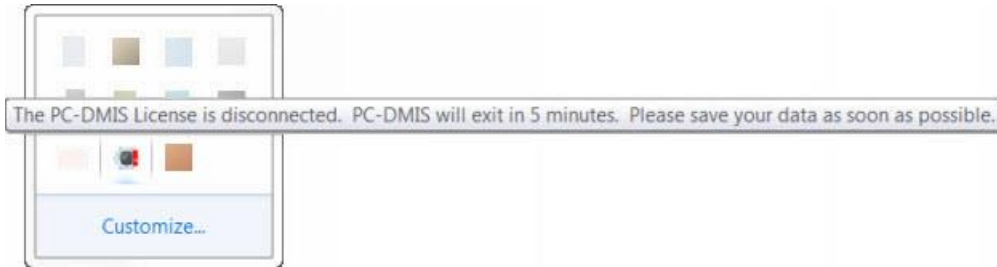 The PC-DMIS License is disconnected. PC-DMIS will exit in 5 minutes. Please save your data as soon as possible.
Customize...